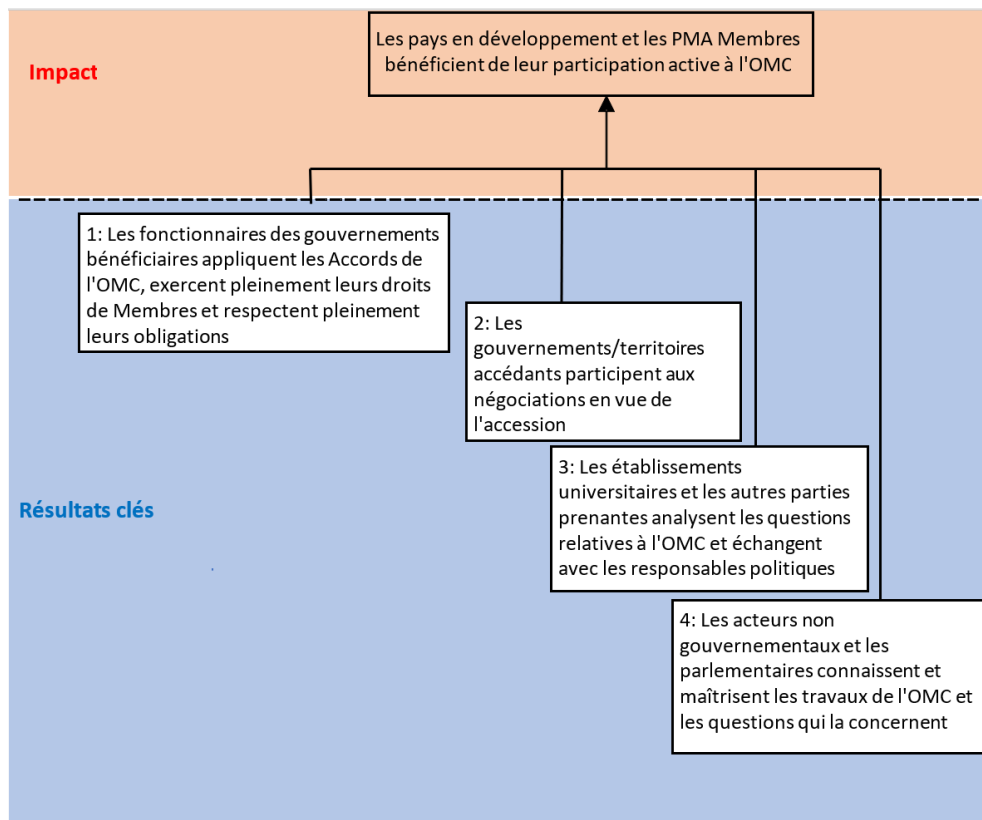 Les pays en développement et les PMA Membres
bénéficient de leur participation active à l'OMC
Impact
1: Les fonctionnaires des gouvernements
bénéficiaires appliquent les Accords de
l'OMC, exercent pleinement leurs droits
de Membres et respectent pleinement
leurs obligations
2: Les
gouvernements/territoires
accédants participent aux
négociations en vue de
l'accession
3: Les établissements
universitaires et les autres parties
prenantes analysent les questions
relatives à l'OMC et échangent
avec les responsables politiques
Résultats clés
4: Les acteurs non
gouvernementaux et les
parlementaires connaissent et
maîtrisent les travaux de l'OMC et
les questions qui la concernent